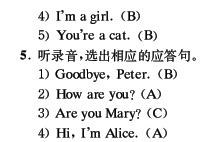 4) I'm a girl.（B）
5) You're a cat.（B）
5. 听录音，选出相应的应答句。
1) Goodbye, Peter.（B）
2) How are you?（A）
3) Are you Mary?（C）
4) Hi, I'm Alice.（A）